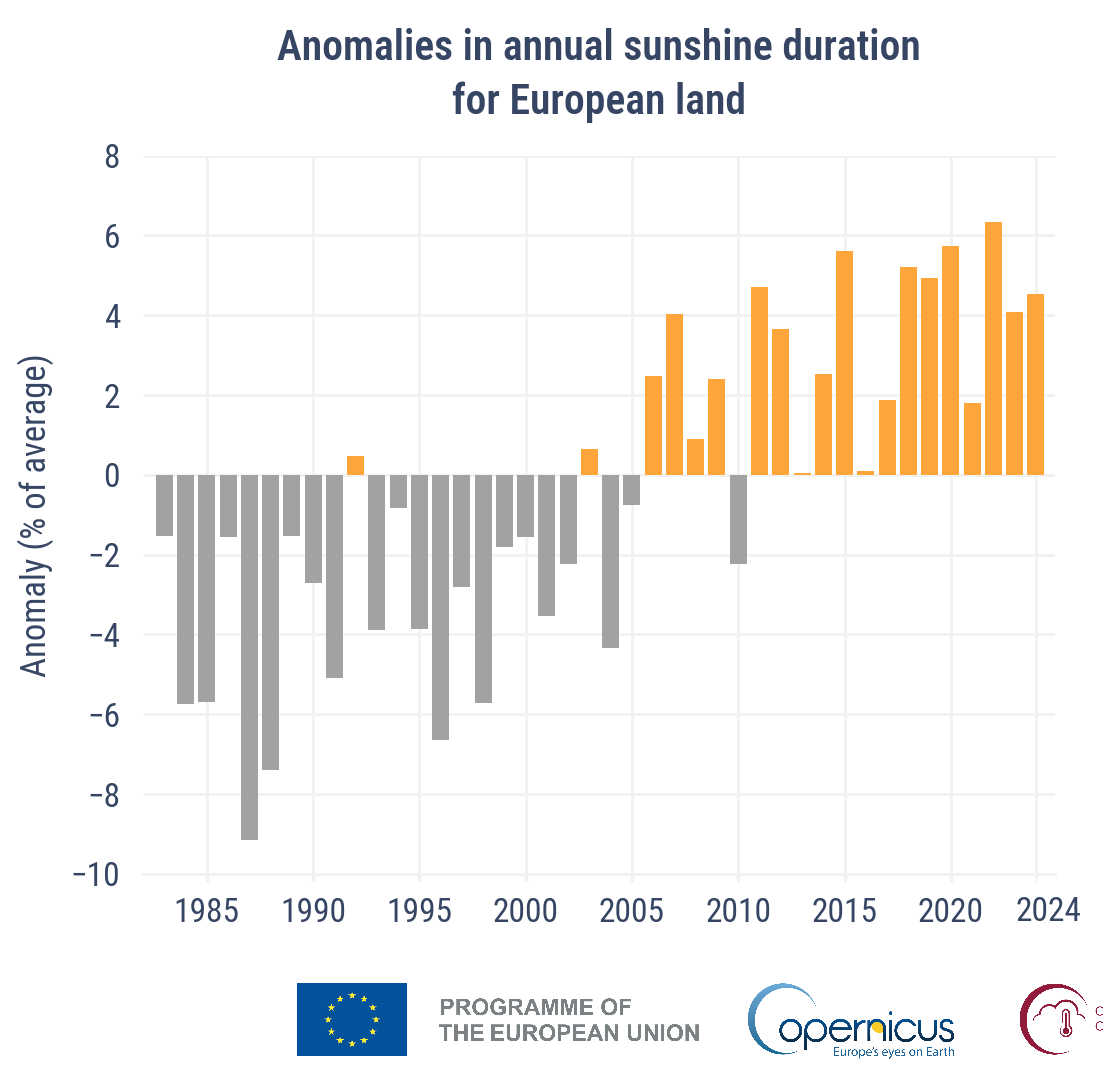 Anomalies in annual sunshine duration
for European land
Anomaly (% of average)
8
6
4
2
0
−2
−4
−6
−8
−10
1985 1990 1995 2000 2005 2010 2015 2020 2024
PROGRAMME OF
THE EUROPEAN UNION
opernicus
Europe's eyes on Earth
C
C